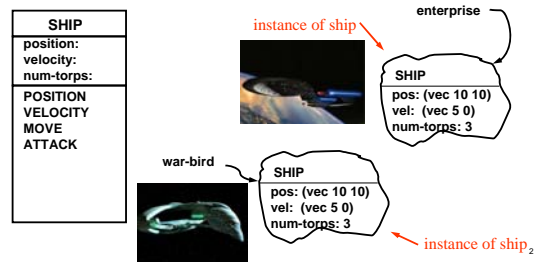 SHIP
position:
velocity:
num-torps:
POSITION
VELOCITY
MOVE
ATTACK
enterprise
instance of ship
SHIP
pos: (vec 10 10)
vel: (vec 5 0)
num-torps: 3
war-bird
SHIP
pos: (vec 10 10)
vel: (vec 5 0)
num-torps: 3
instance of ship
2